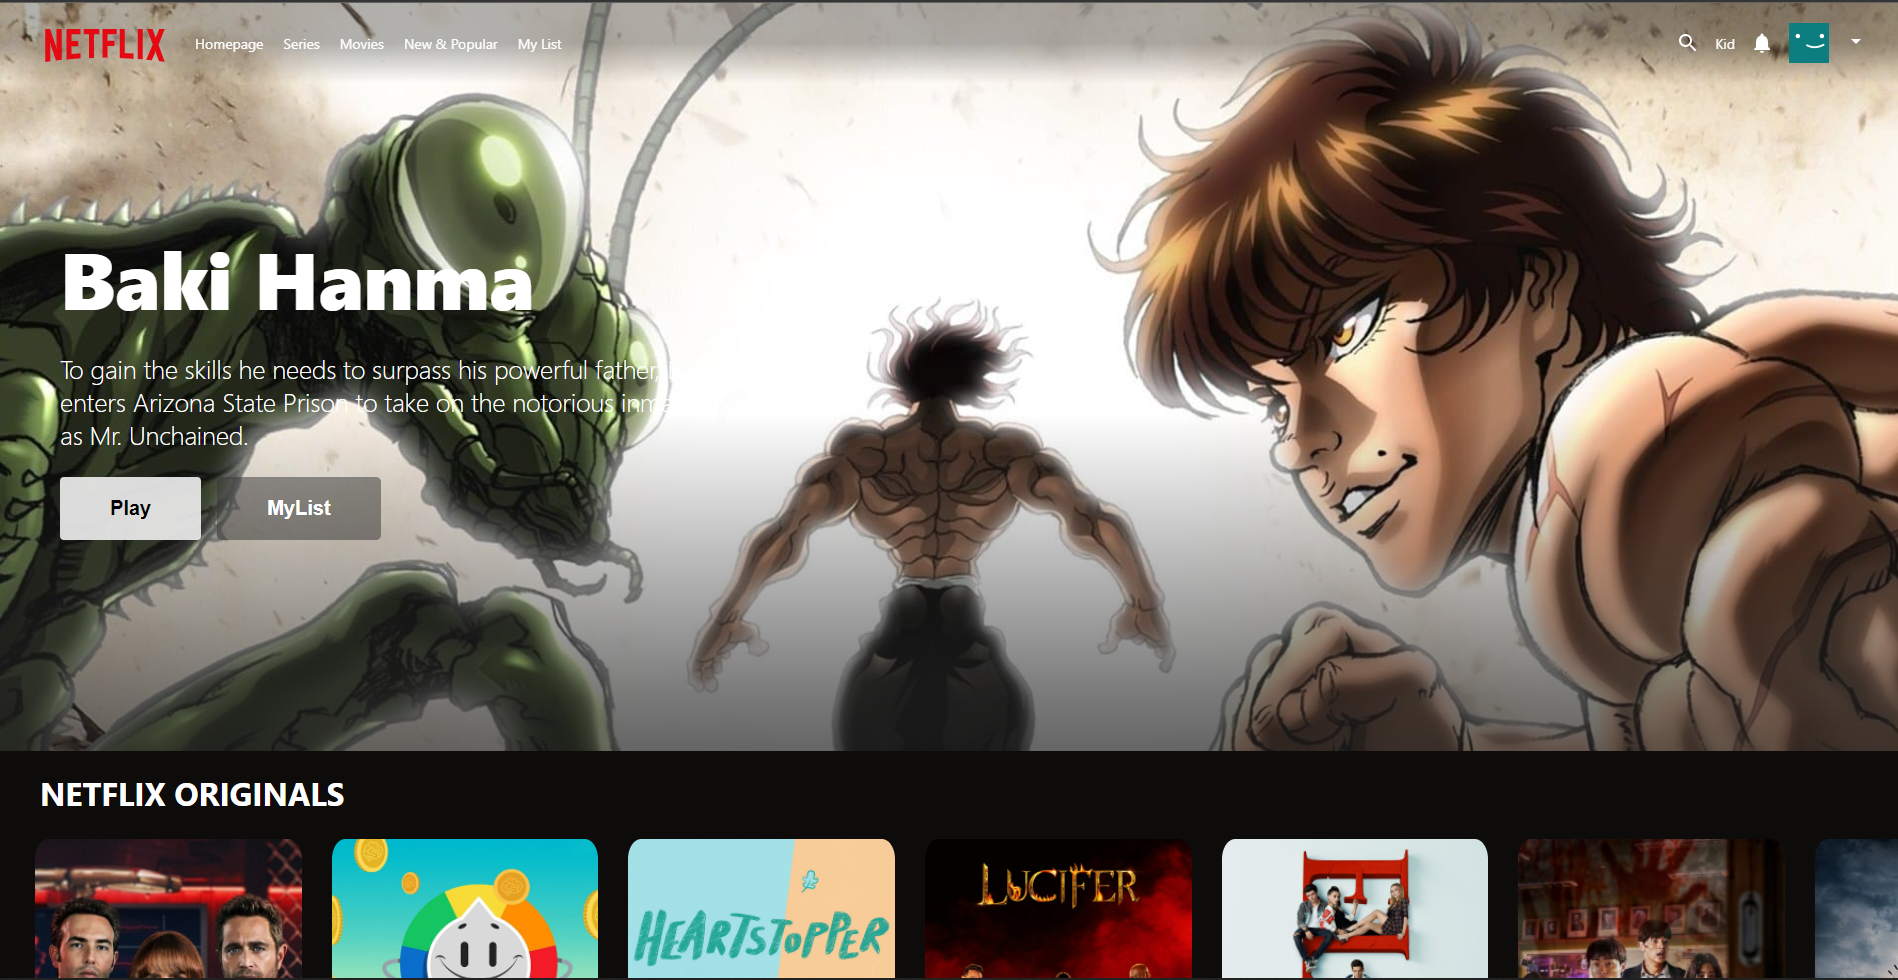 NETFLIX
Homepage Series Movies New & Popular My List
Kid
Baki Hanma
To gain the skills he needs to surpass his powerful father,
enters Arizona State Prison to take on the notorious
as Mr. Unchained.
Play MyList
NETFLIX ORIGINALS
HEARTSTOPPER
LUCIFER